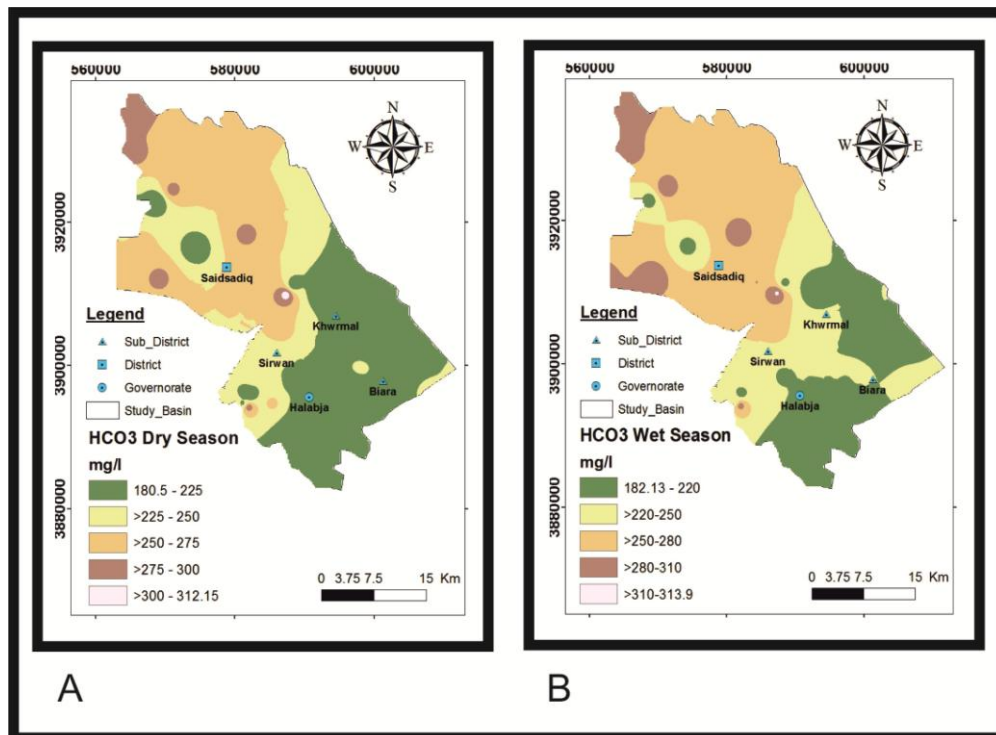 560000 580000 600000
N
W E
S
3920000
3900000
3880000
Saidsadiq
Khwrmal
Sirwan
Biara
Halabja
Legend
Sub_District
District
Governorate
Study_Basin
HCO3 Dry Season
mg/l
180.5 - 225
>225 - 250
>250 - 275
>275 - 300
>300 - 312.15
0 3.75 7.5 15 Km
A
560000 580000 600000
N
W E
S
3920000
3900000
3880000
Saidsadiq
Khwrmal
Sirwan
Biara
Halabja
Legend
Sub_District
District
Governorate
Study_Basin
HCO3 Wet Season
mg/l
182.13 - 220
>220-250
>250-280
>280-310
>310-313.9
0 3.75 7.5 15 Km
B